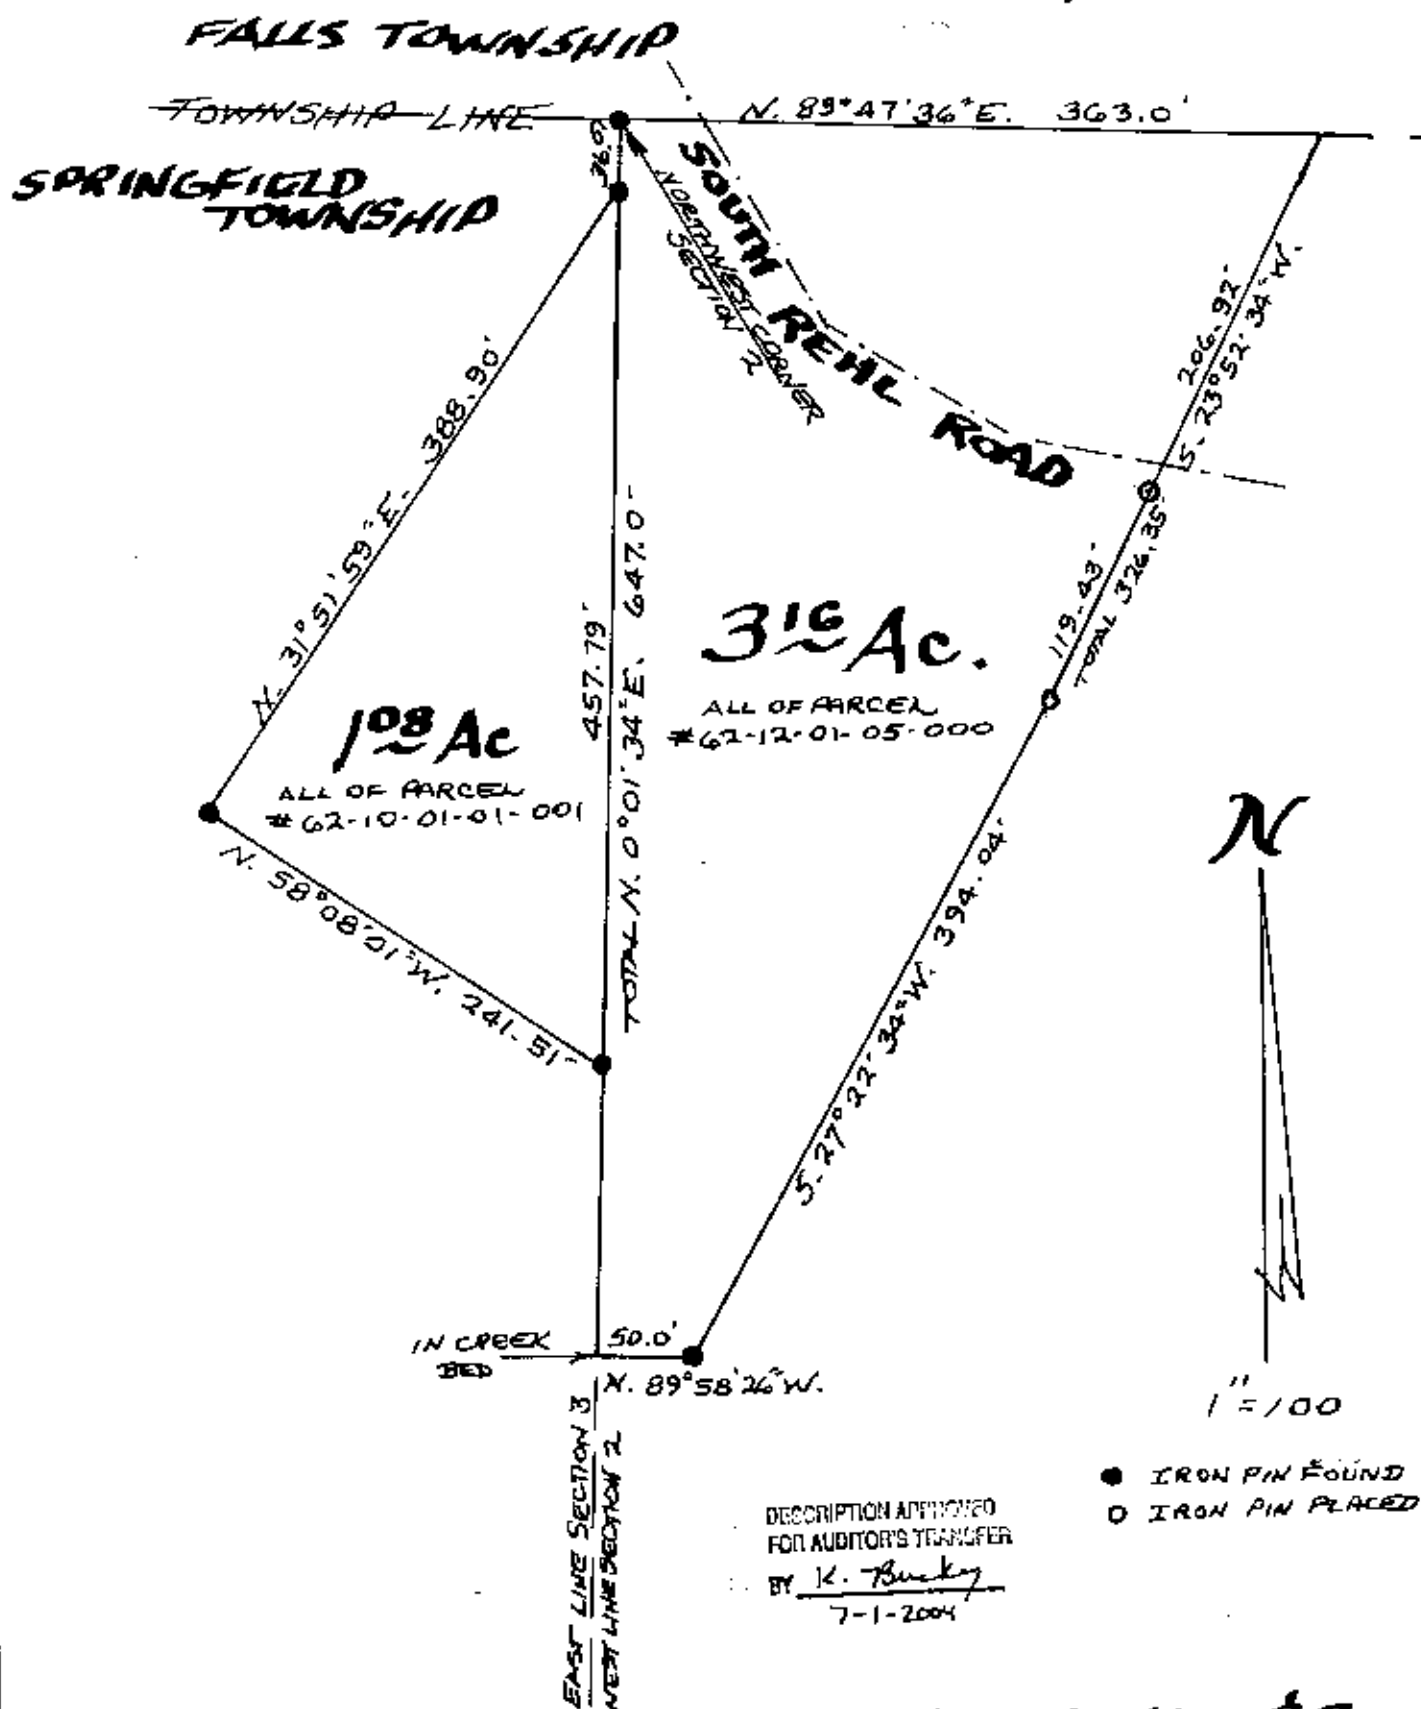 FALLS TOWNSHIP
TOWNSHIP LINE
N. 89°47'36"E. 363.0'
SPRINGFIELD
TOWNSHIP
36.0
NORTHWEST CORNER
SECTION 2
SOUTH REHL ROAD
206.92'
S. 23°52'34"W.
N. 31°51'59"E. 388.90'
457.79'
TOTAL N. 0°01'34"E. 647.0'
119.43'
TOTAL 326.35'
3 16 Ac.
ALL OF PARCEL
#62-12-01-05-000
1 08 Ac
ALL OF PARCEL
#62-10-01-01-001
N. 58°08'01"W. 241.51'
S. 27°22'34"W. 394.04'
N
1"=100
IN CREEK
BED
50.0'
N. 89°58'26"W.
EAST LINE SECTION 3
WEST LINE SECTION 2
IRON PIN FOUND
IRON PIN PLACED
DESCRIPTION APPROVED
FOR AUDITOR'S TRANSFER
BY K. Bucky
7-1-2004